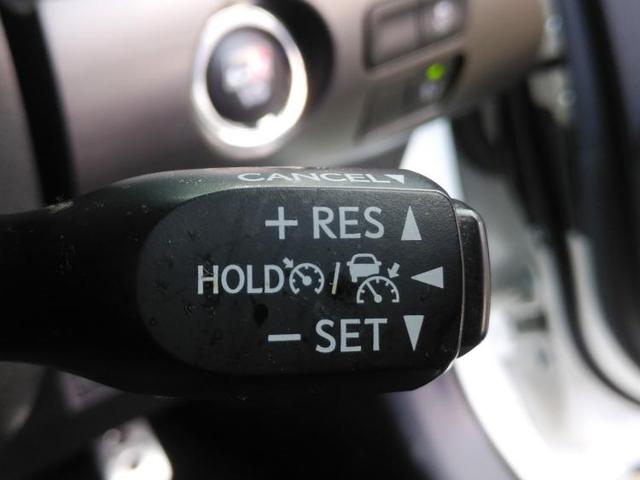 CANCEL▼
+ RES ▲
HOLD / ◀
− SET ▼